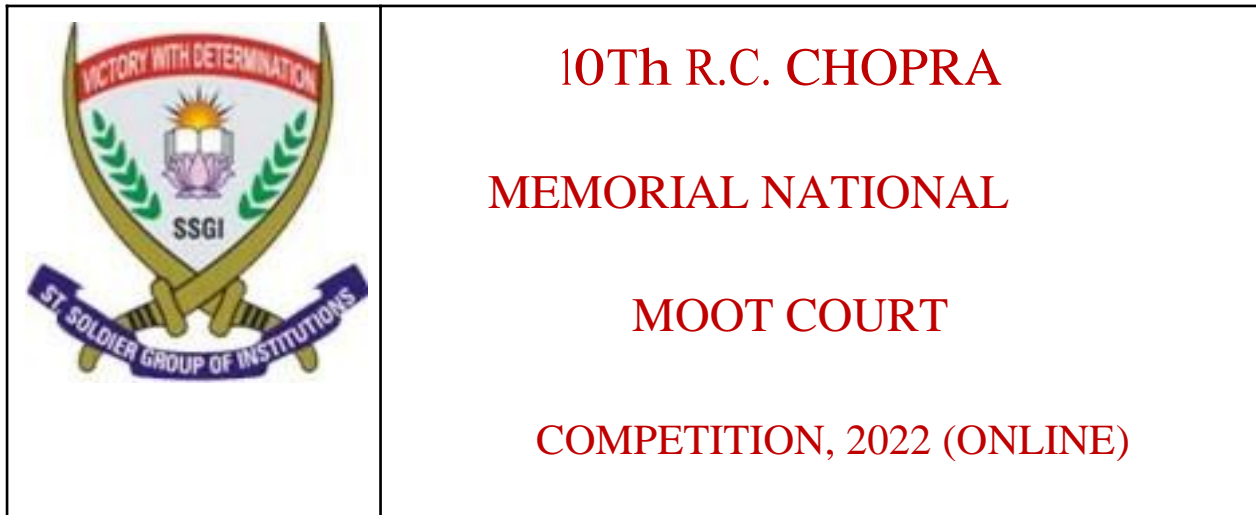 VICTORY WITH DETERMINATION
SSGI
ST. SOLDIER GROUP OF INSTITUTIONS
10Th R.C. CHOPRA
MEMORIAL NATIONAL
MOOT COURT
COMPETITION, 2022 (ONLINE)